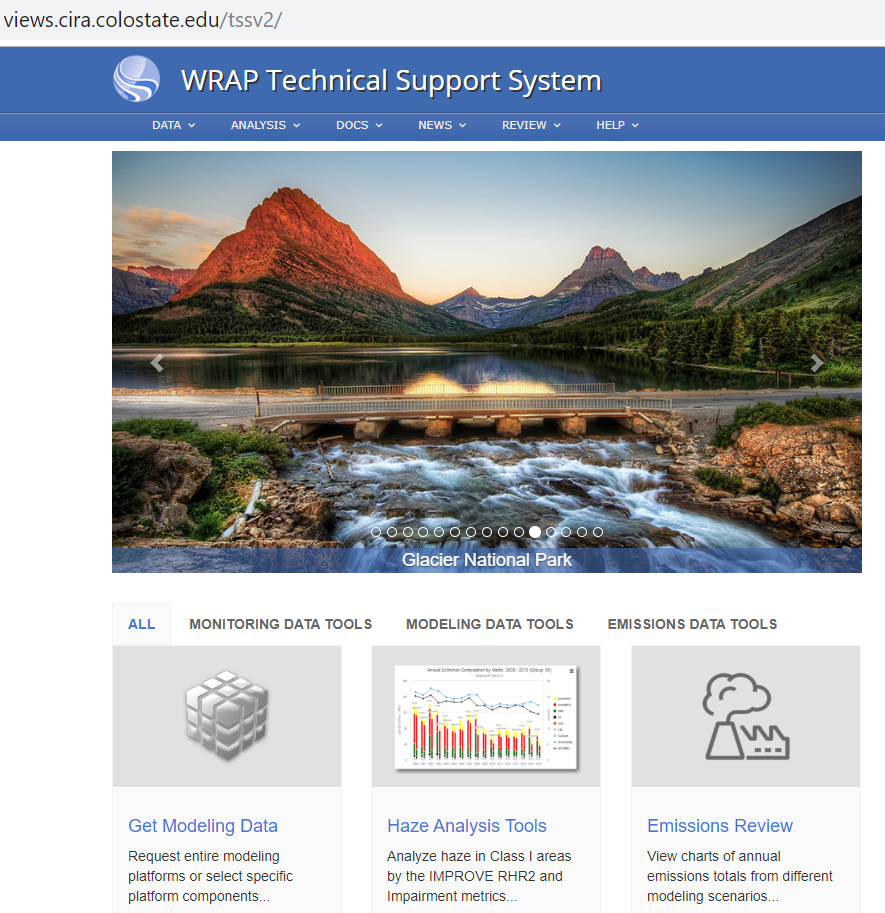 views.cira.colostate.edu/tssv2/
WRAP Technical Support System
DATA ANALYSIS DOCS NEWS REVIEW HELP
Glacier National Park
ALL MONITORING DATA TOOLS MODELING DATA TOOLS EMISSIONS DATA TOOLS
Get Modeling Data
Request entire modeling
platforms or select specific
platform components...
Haze Analysis Tools
Analyze haze in Class I areas
by the IMPROVE RHR2 and
Impairment metrics...
Emissions Review
View charts of annual
emissions totals from different
modeling scenarios...